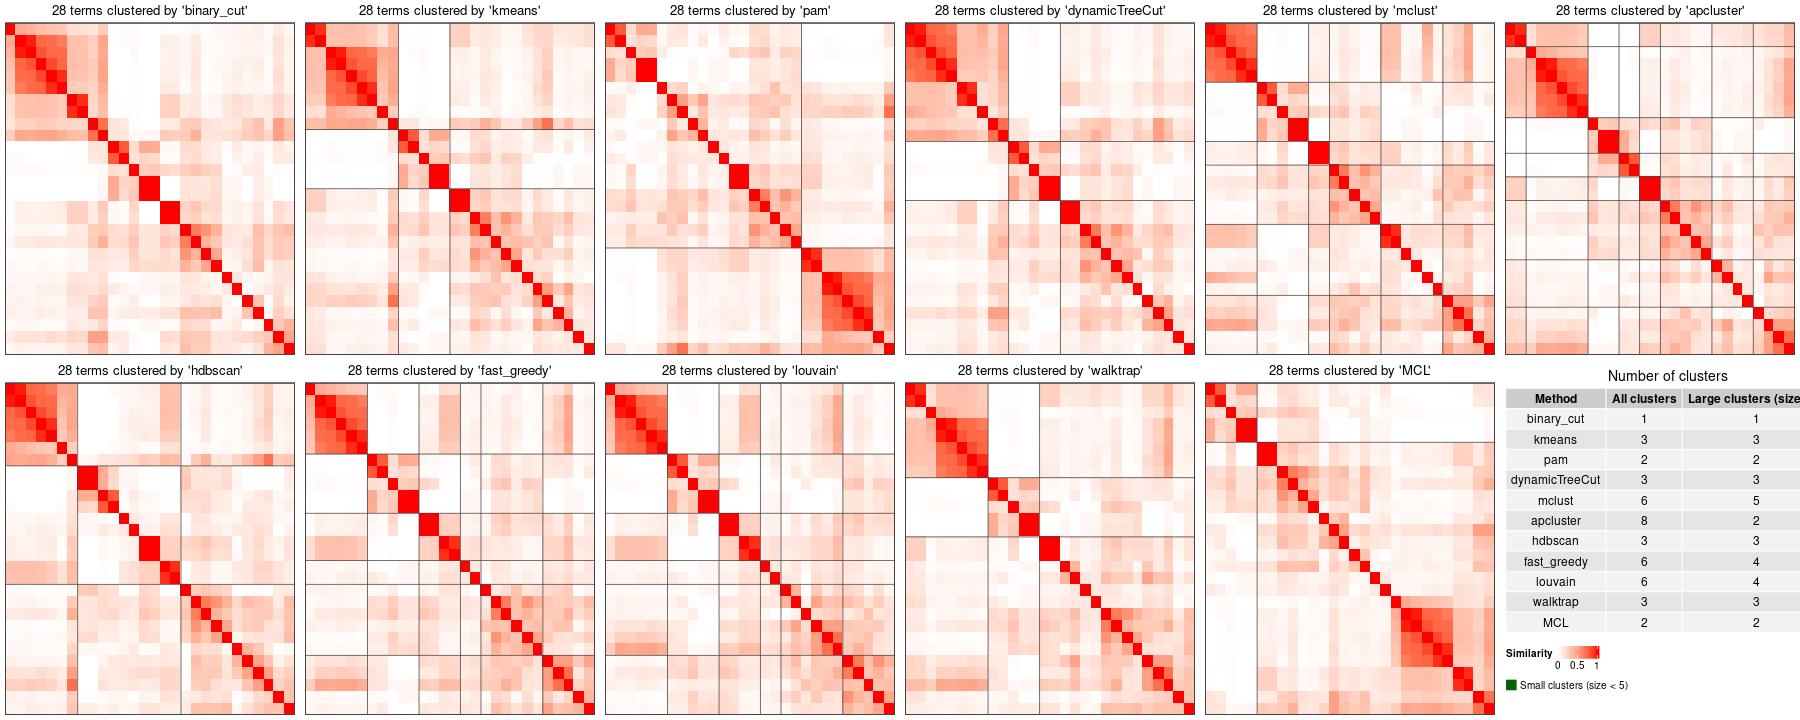 28 terms clustered by 'binary_cut'
28 terms clustered by 'kmeans'
28 terms clustered by 'pam'
28 terms clustered by 'dynamicTreeCut'
28 terms clustered by 'mclust'
28 terms clustered by 'apcluster'
28 terms clustered by 'hdbscan'
28 terms clustered by 'fast_greedy'
28 terms clustered by 'louvain'
28 terms clustered by 'walktrap'
28 terms clustered by 'MCL'
Number of clusters
Method All clusters Large clusters (size
binary_cut 1 1
kmeans 3 3
pam 2 2
dynamicTreeCut 3 3
mclust 6 5
apcluster 8 2
hdbscan 3 3
fast_greedy 6 4
louvain 6 4
walktrap 3 3
MCL 2 2
Similarity
0 0.5 1
Small clusters (size < 5)